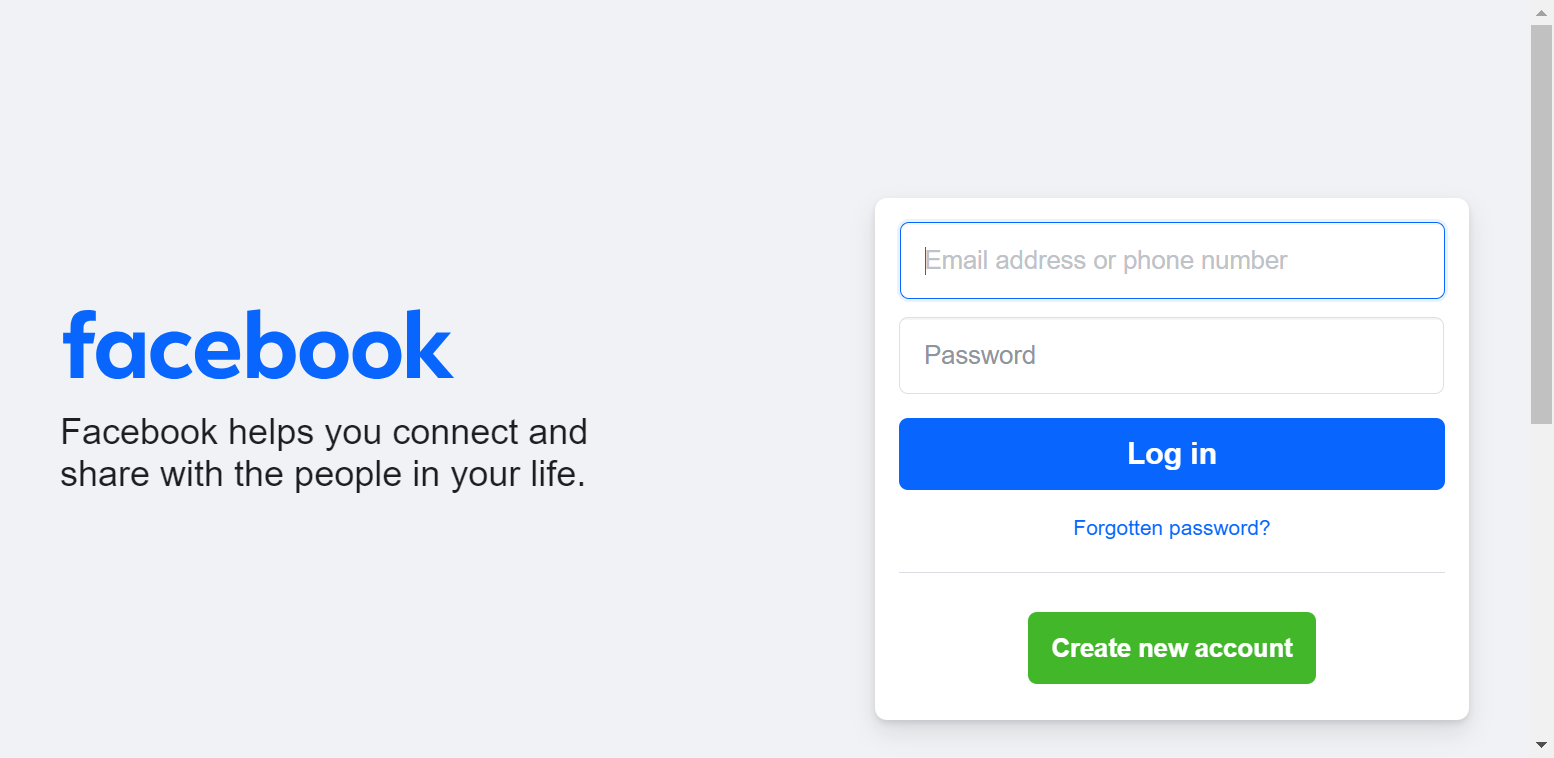 facebook
Facebook helps you connect and
share with the people in your life.
Email address or phone number
Password
Log in
Forgotten password?
Create new account